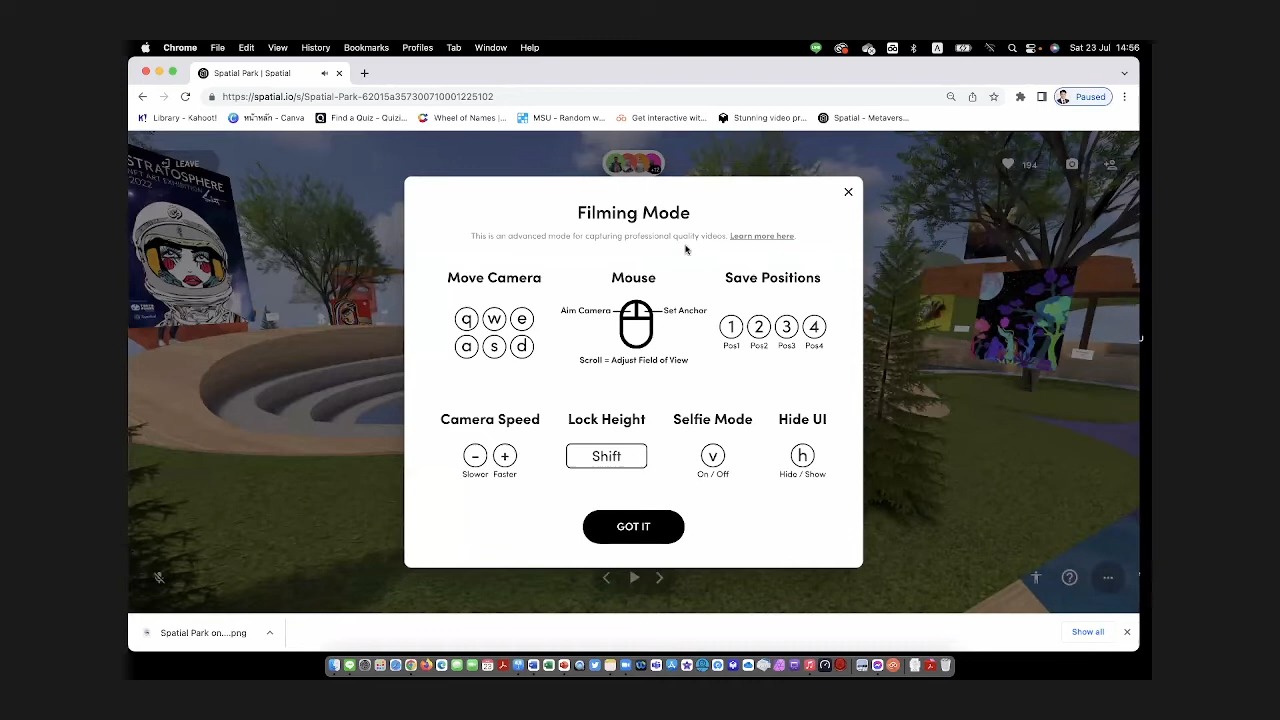 Chrome File Edit View History Bookmarks Profiles Tab Window Help A Sat 23 Jul 14:56
Spatial Park | Spatial
https://spatial.io/s/Spatial-Park-62015a357300710001225102 Paused
Library - Kahoot! หน้าหลัก - Canva Find a Quiz - Quizi... Wheel of Names |... MSU - Random w... Get interactive wit... Stunning video pr... Spatial - Metavers...
LEAVE 194
STRATOSPHERE
NFT ART EXHIBITION
2022
Filming Mode
This is an advanced mode for capturing professional quality videos. Learn more here.
Move Camera Mouse Save Positions
Aim Camera Set Anchor
q w e 1 2 3 4
a s d Pos1 Pos2 Pos3 Pos4
Scroll = Adjust Field of View
Camera Speed Lock Height Selfie Mode Hide UI
- + Shift v h
Slower Faster On / Off Hide / Show
GOT IT
Spatial Park on....png Show all